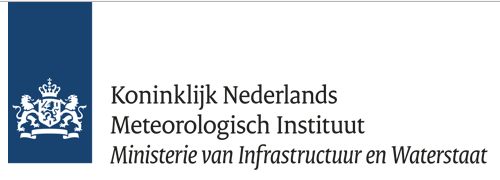 Koninklijk Nederlands
Meteorologisch Instituut
Ministerie van Infrastructuur en Waterstaat